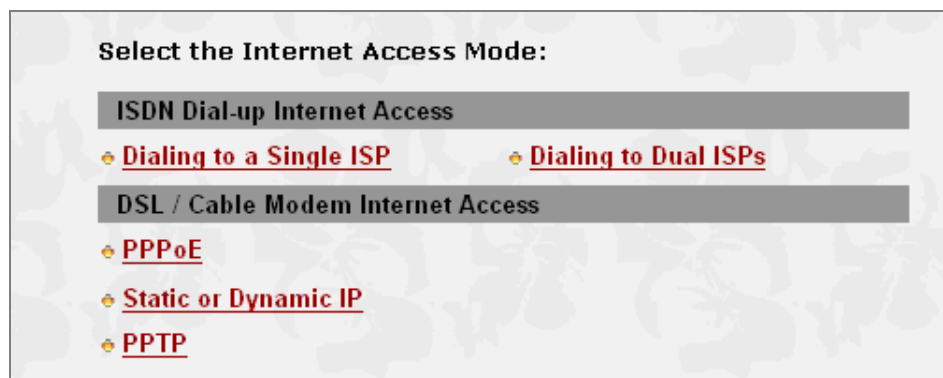 Select the Internet Access Mode:
ISDN Dial-up Internet Access
Dialing to a Single ISP Dialing to Dual ISPs
DSL / Cable Modem Internet Access
PPPoE
Static or Dynamic IP
PPTP